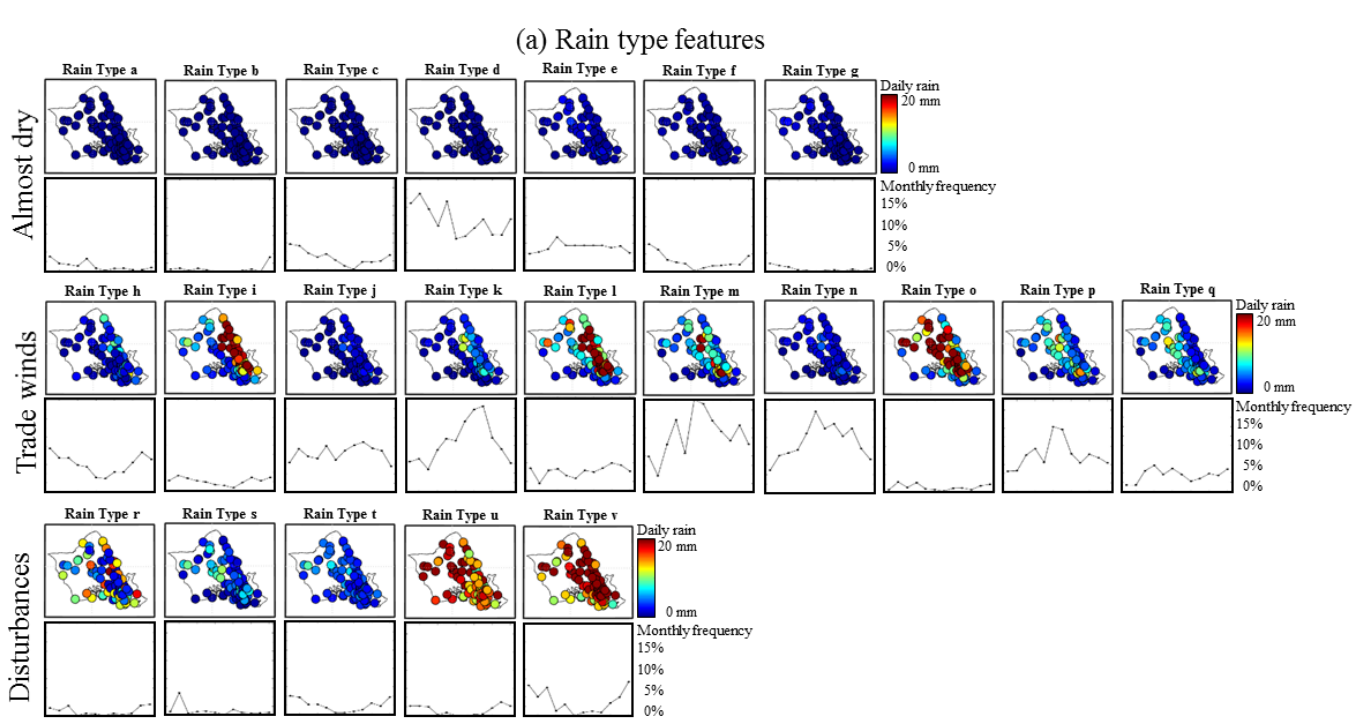 (a) Rain type features
Almost dry
Rain Type a Rain Type b Rain Type c Rain Type d Rain Type e Rain Type f Rain Type g
Daily rain
20 mm
0 mm
Monthly frequency
15%
10%
5%
0%
Trade winds
Rain Type h Rain Type i Rain Type j Rain Type k Rain Type l Rain Type m Rain Type n Rain Type o Rain Type p Rain Type q
Daily rain
20 mm
0 mm
Monthly frequency
15%
10%
5%
0%
Disturbances
Rain Type r Rain Type s Rain Type t Rain Type u Rain Type v
Daily rain
20 mm
0 mm
Monthly frequency
15%
10%
5%
0%